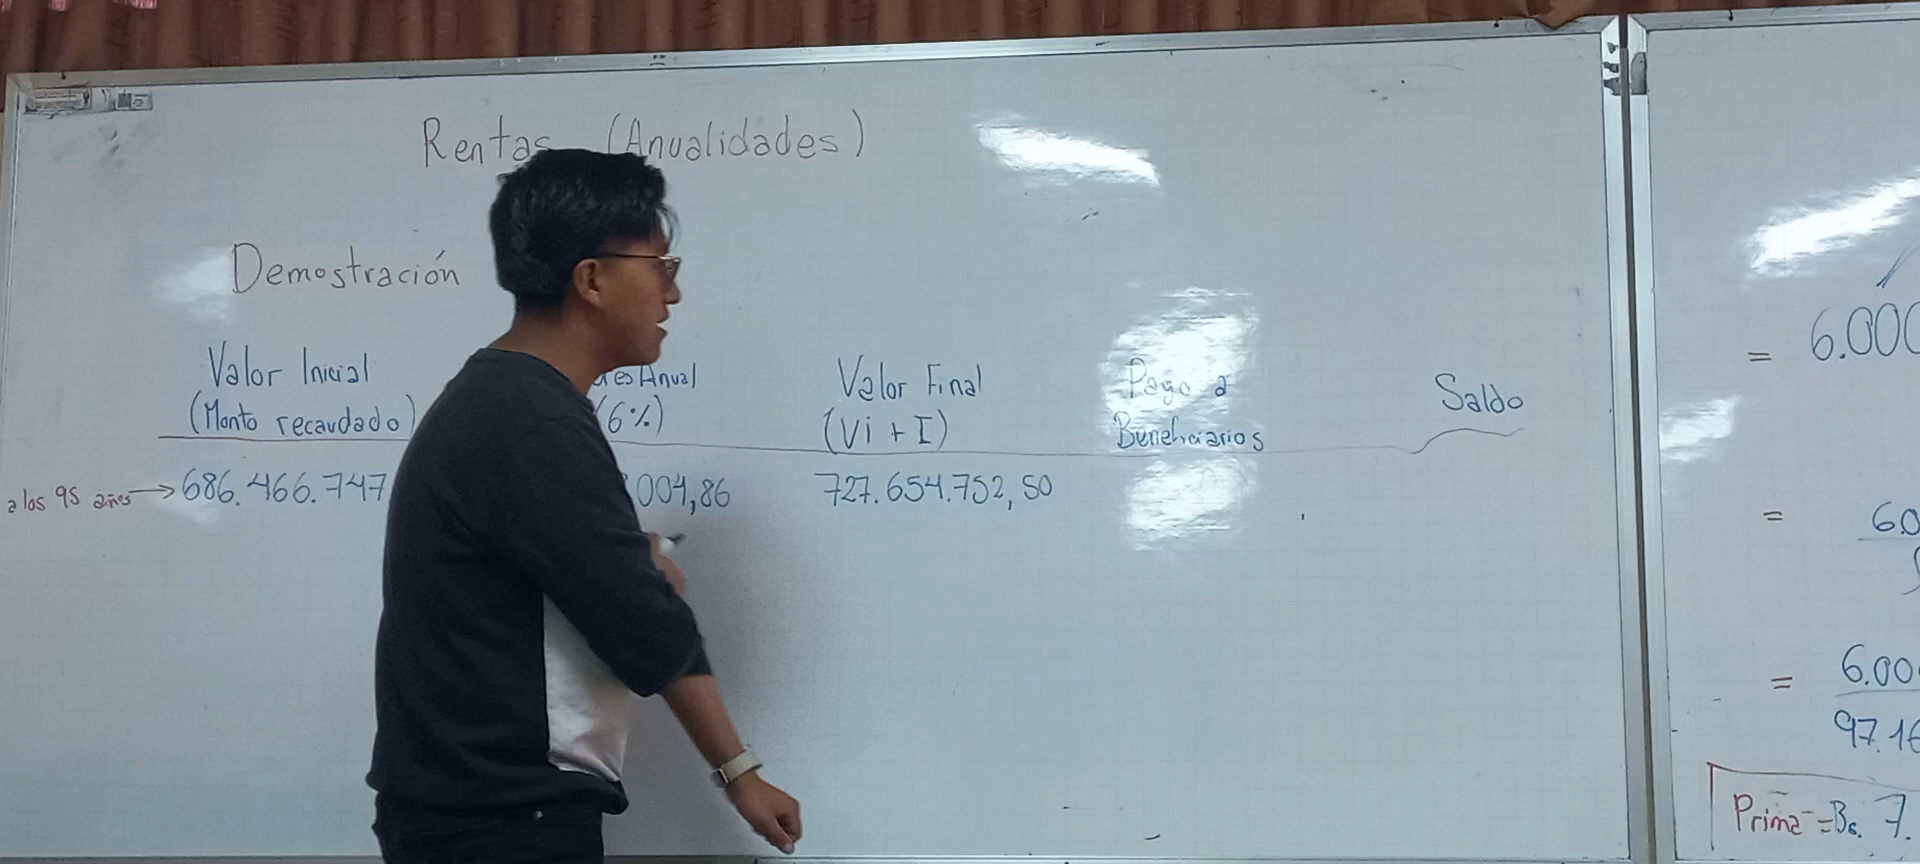 Rentas (Anualidades)
Demostración
Valor Inicial
(Monto recaudado)
Anual
(6%)
Valor Final
(Vi + I)
Pago a
Beneficiarios
Saldo
a los 95 años → 686.466.747
004,86
727.654.752,50
= 6.000
=
= 6.00
97.16
Prima = Bs. 7.